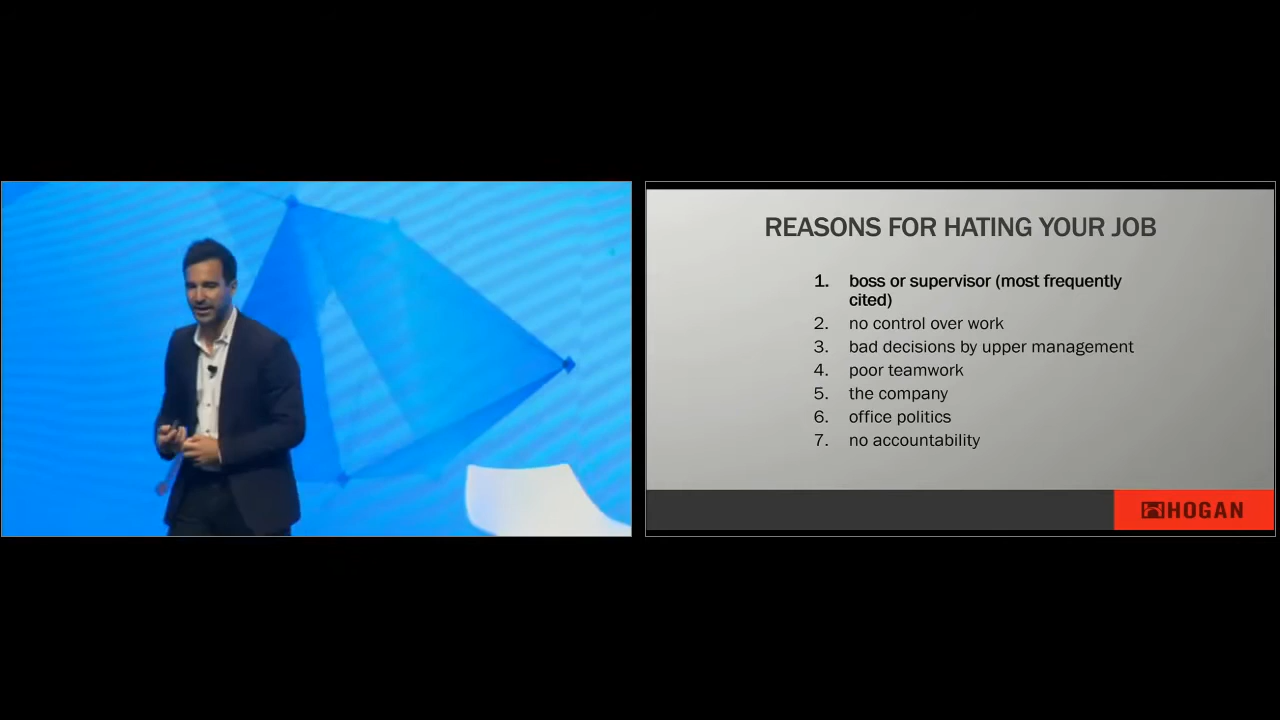 REASONS FOR HATING YOUR JOB
1. boss or supervisor (most frequently
cited)
2. no control over work
3. bad decisions by upper management
4. poor teamwork
5. the company
6. office politics
7. no accountability
HOGAN